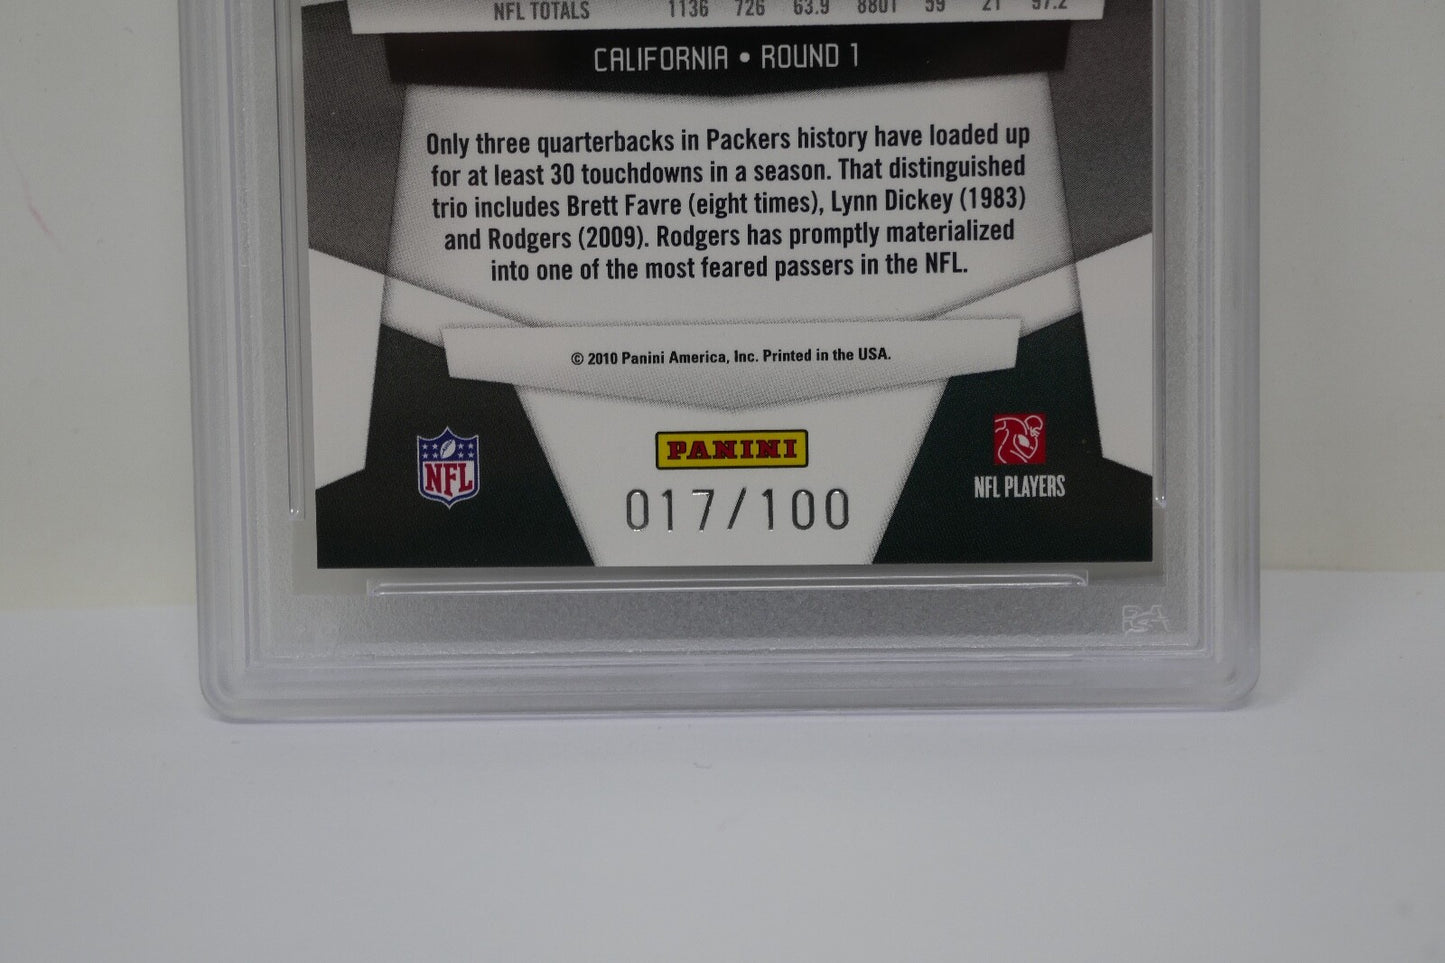 NFL TOTALS 1136 726 63.9 8801 59 21 97.2
CALIFORNIA • ROUND 1
Only three quarterbacks in Packers history have loaded up
for at least 30 touchdowns in a season. That distinguished
trio includes Brett Favre (eight times), Lynn Dickey (1983)
and Rodgers (2009). Rodgers has promptly materialized
into one of the most feared passers in the NFL.
© 2010 Panini America, Inc. Printed in the USA.
NFL
PANINI
NFL PLAYERS
017/100
PSA